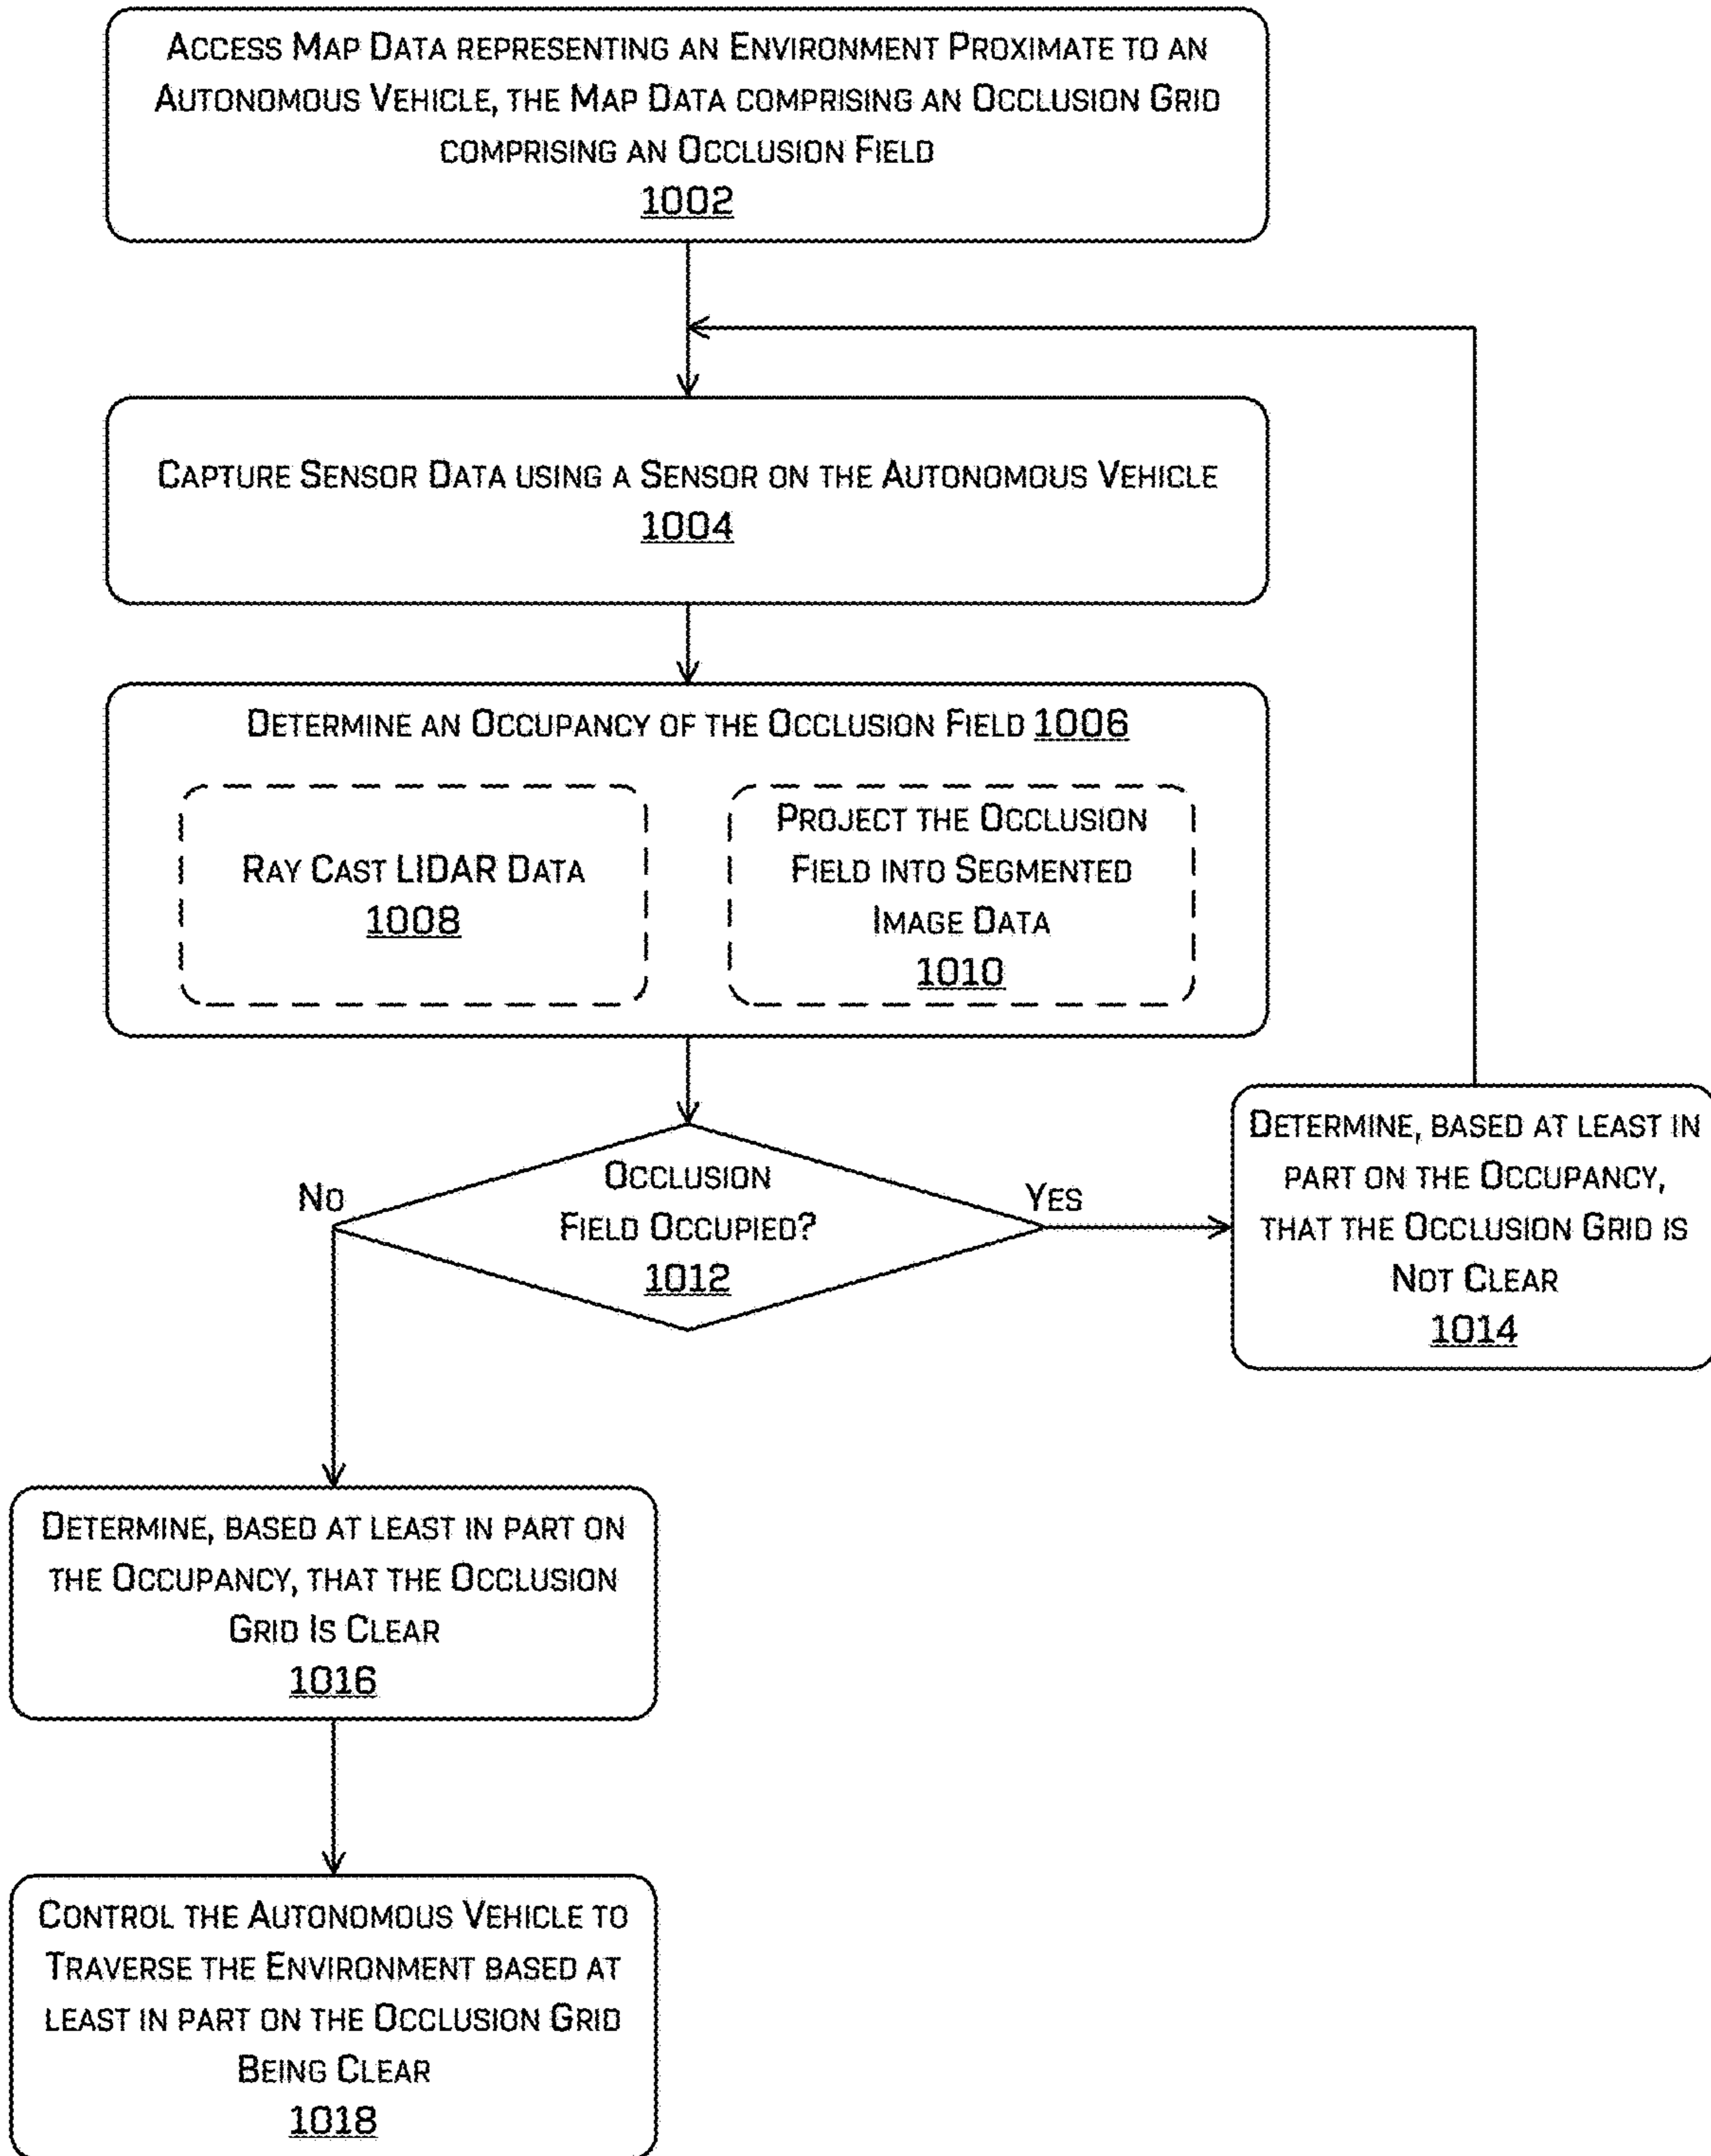 ACCESS MAP DATA REPRESENTING AN ENVIRONMENT PROXIMATE TO AN
AUTONOMOUS VEHICLE, THE MAP DATA COMPRISING AN OCCLUSION GRID
COMPRISING AN OCCLUSION FIELD
1002
CAPTURE SENSOR DATA USING A SENSOR ON THE AUTONOMOUS VEHICLE
1004
DETERMINE AN OCCUPANCY OF THE OCCLUSION FIELD 1006
RAY CAST LIDAR DATA
1008
PROJECT THE OCCLUSION
FIELD INTO SEGMENTED
IMAGE DATA
1010
OCCLUSION
FIELD OCCUPIED?
1012
NO
YES
DETERMINE, BASED AT LEAST IN
PART ON THE OCCUPANCY,
THAT THE OCCLUSION GRID IS
NOT CLEAR
1014
DETERMINE, BASED AT LEAST IN PART ON
THE OCCUPANCY, THAT THE OCCLUSION
GRID IS CLEAR
1016
CONTROL THE AUTONOMOUS VEHICLE TO
TRAVERSE THE ENVIRONMENT BASED AT
LEAST IN PART ON THE OCCLUSION GRID
BEING CLEAR
1018